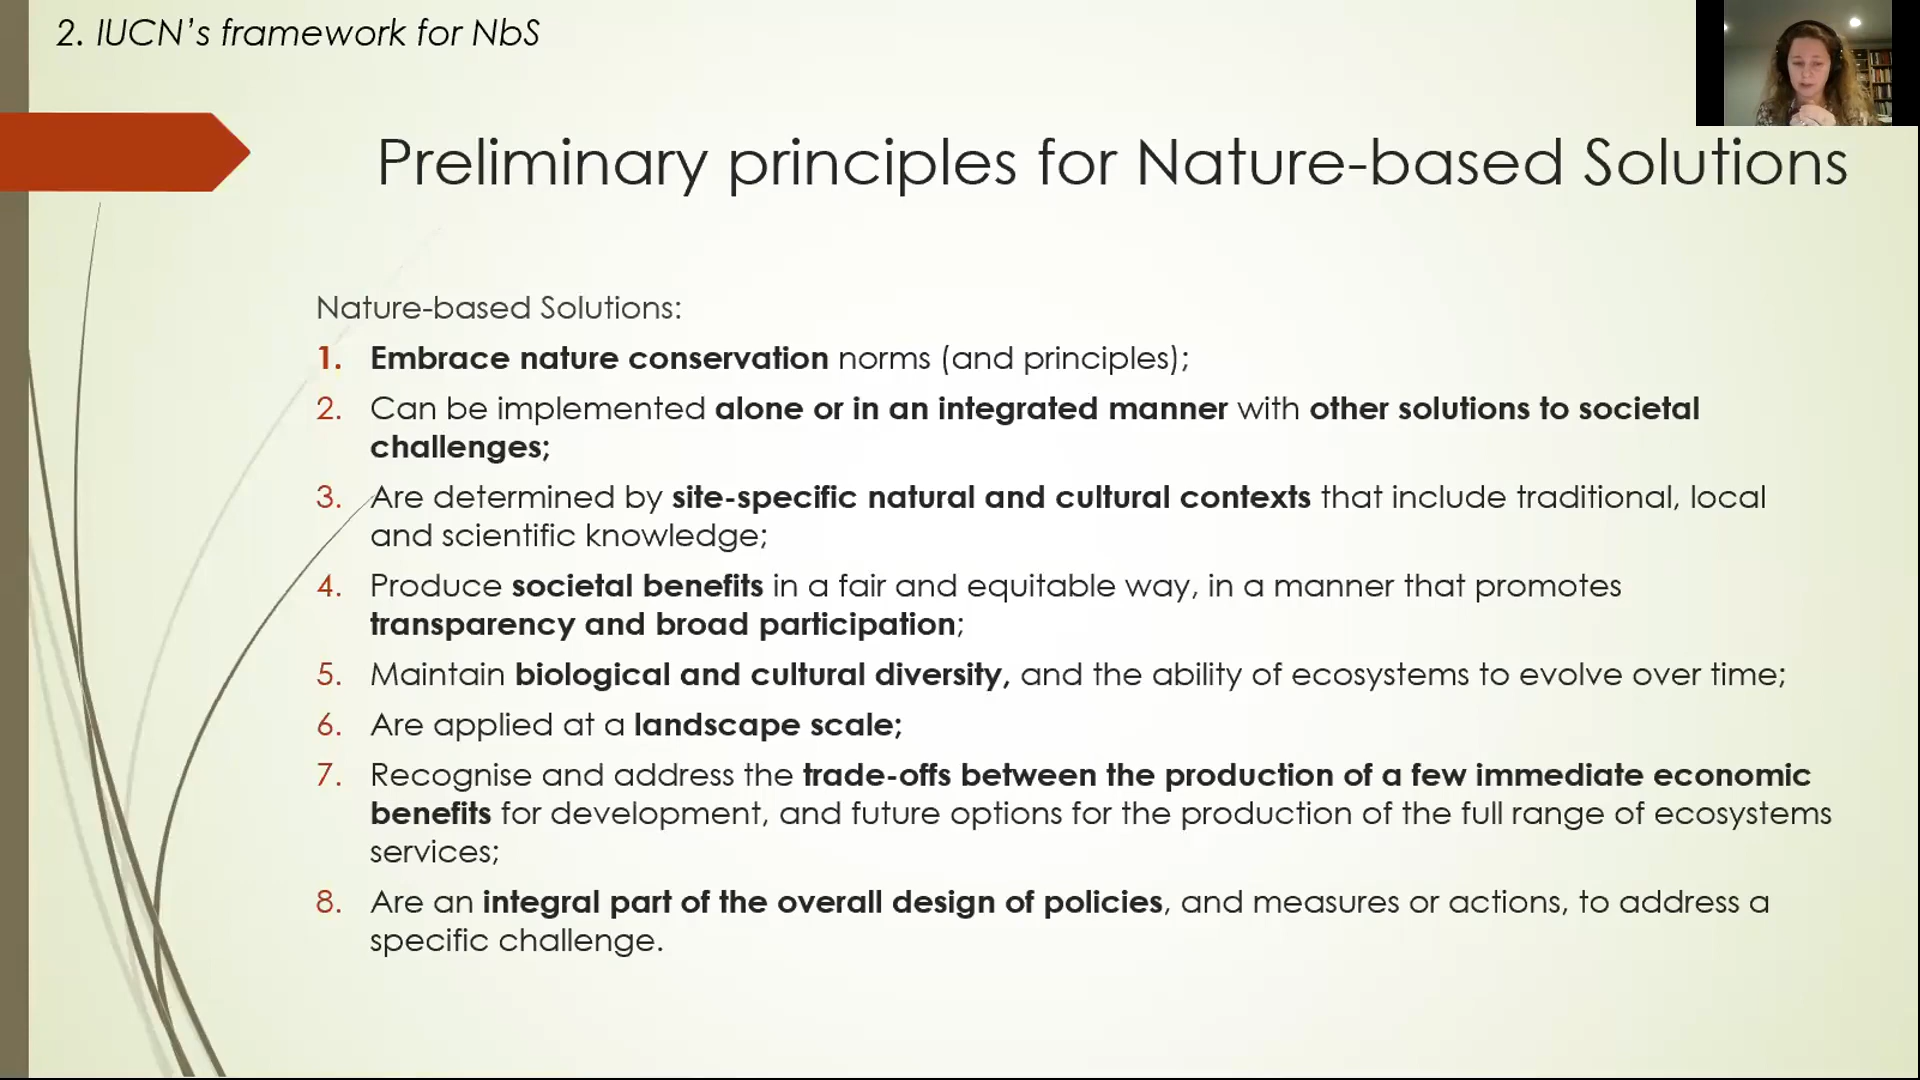 2. IUCN's framework for NbS
Preliminary principles for Nature-based Solutions
Nature-based Solutions:
1. Embrace nature conservation norms (and principles);
2. Can be implemented alone or in an integrated manner with other solutions to societal
challenges;
3. Are determined by site-specific natural and cultural contexts that include traditional, local
and scientific knowledge;
4. Produce societal benefits in a fair and equitable way, in a manner that promotes
transparency and broad participation;
5. Maintain biological and cultural diversity, and the ability of ecosystems to evolve over time;
6. Are applied at a landscape scale;
7. Recognise and address the trade-offs between the production of a few immediate economic
benefits for development, and future options for the production of the full range of ecosystems
services;
8. Are an integral part of the overall design of policies, and measures or actions, to address a
specific challenge.